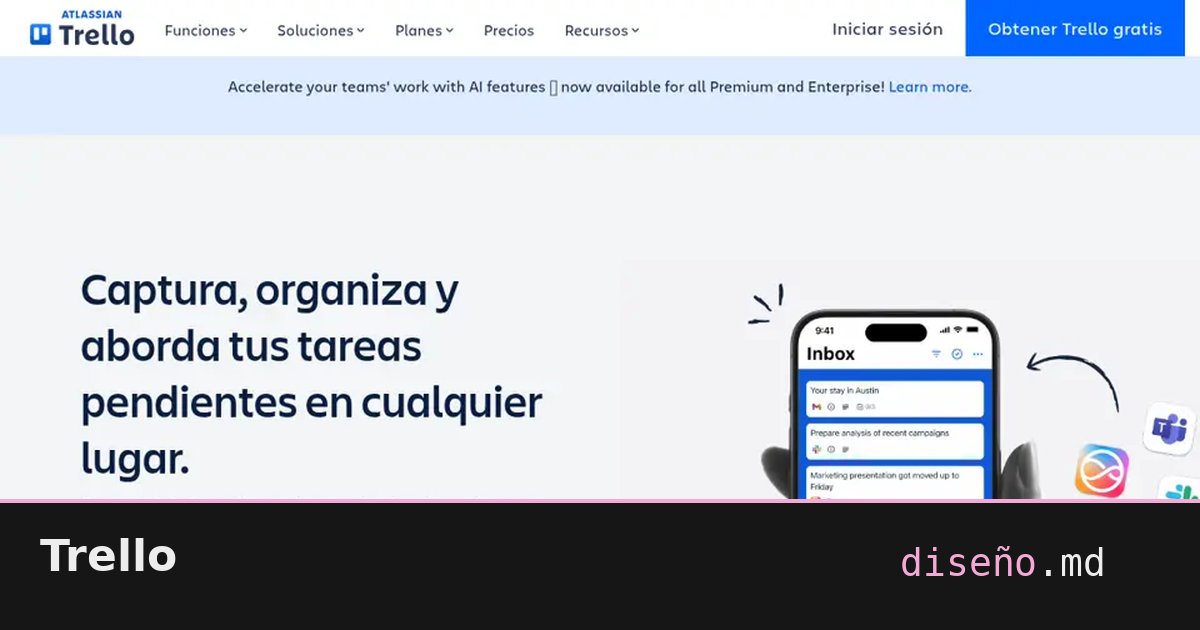 ATLASSIAN
Trello
Funciones
Soluciones
Planes
Precios
Recursos
Iniciar sesión
Obtener Trello gratis
Accelerate your teams' work with AI features now available for all Premium and Enterprise! Learn more.
Captura, organiza y
aborda tus tareas
pendientes en cualquier
lugar.
9:41
Inbox
Your stay in Austin
Prepare analysis of recent campaigns
Marketing presentation got moved up to
Friday
T
Trello
diseño.md